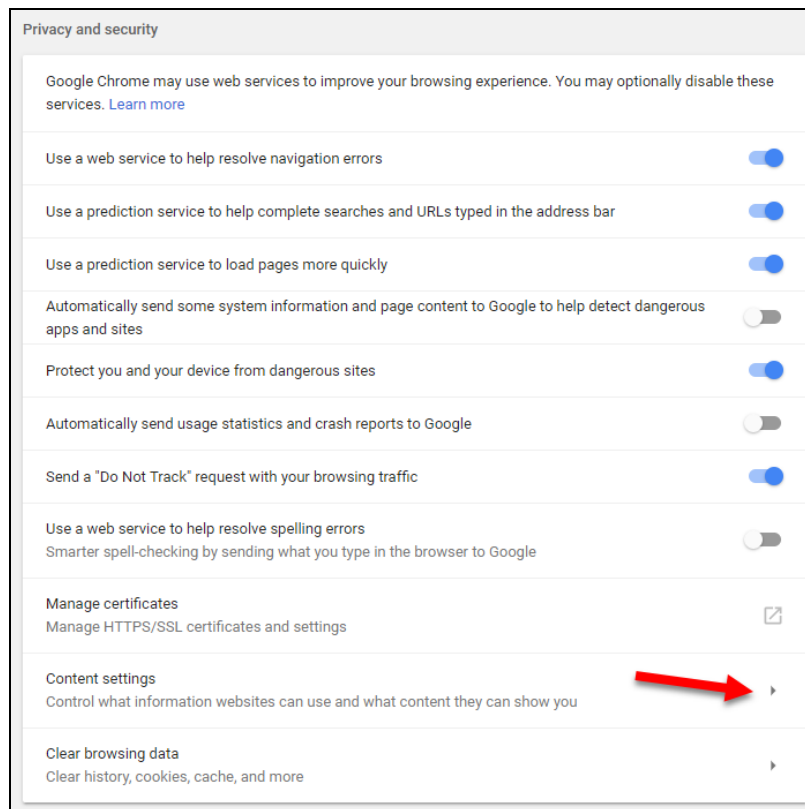 Privacy and security
Google Chrome may use web services to improve your browsing experience. You may optionally disable these
services. Learn more
Use a web service to help resolve navigation errors
Use a prediction service to help complete searches and URLs typed in the address bar
Use a prediction service to load pages more quickly
Automatically send some system information and page content to Google to help detect dangerous
apps and sites
Protect you and your device from dangerous sites
Automatically send usage statistics and crash reports to Google
Send a "Do Not Track" request with your browsing traffic
Use a web service to help resolve spelling errors
Smarter spell-checking by sending what you type in the browser to Google
Manage certificates
Manage HTTPS/SSL certificates and settings
Content settings
Control what information websites can use and what content they can show you
Clear browsing data
Clear history, cookies, cache, and more